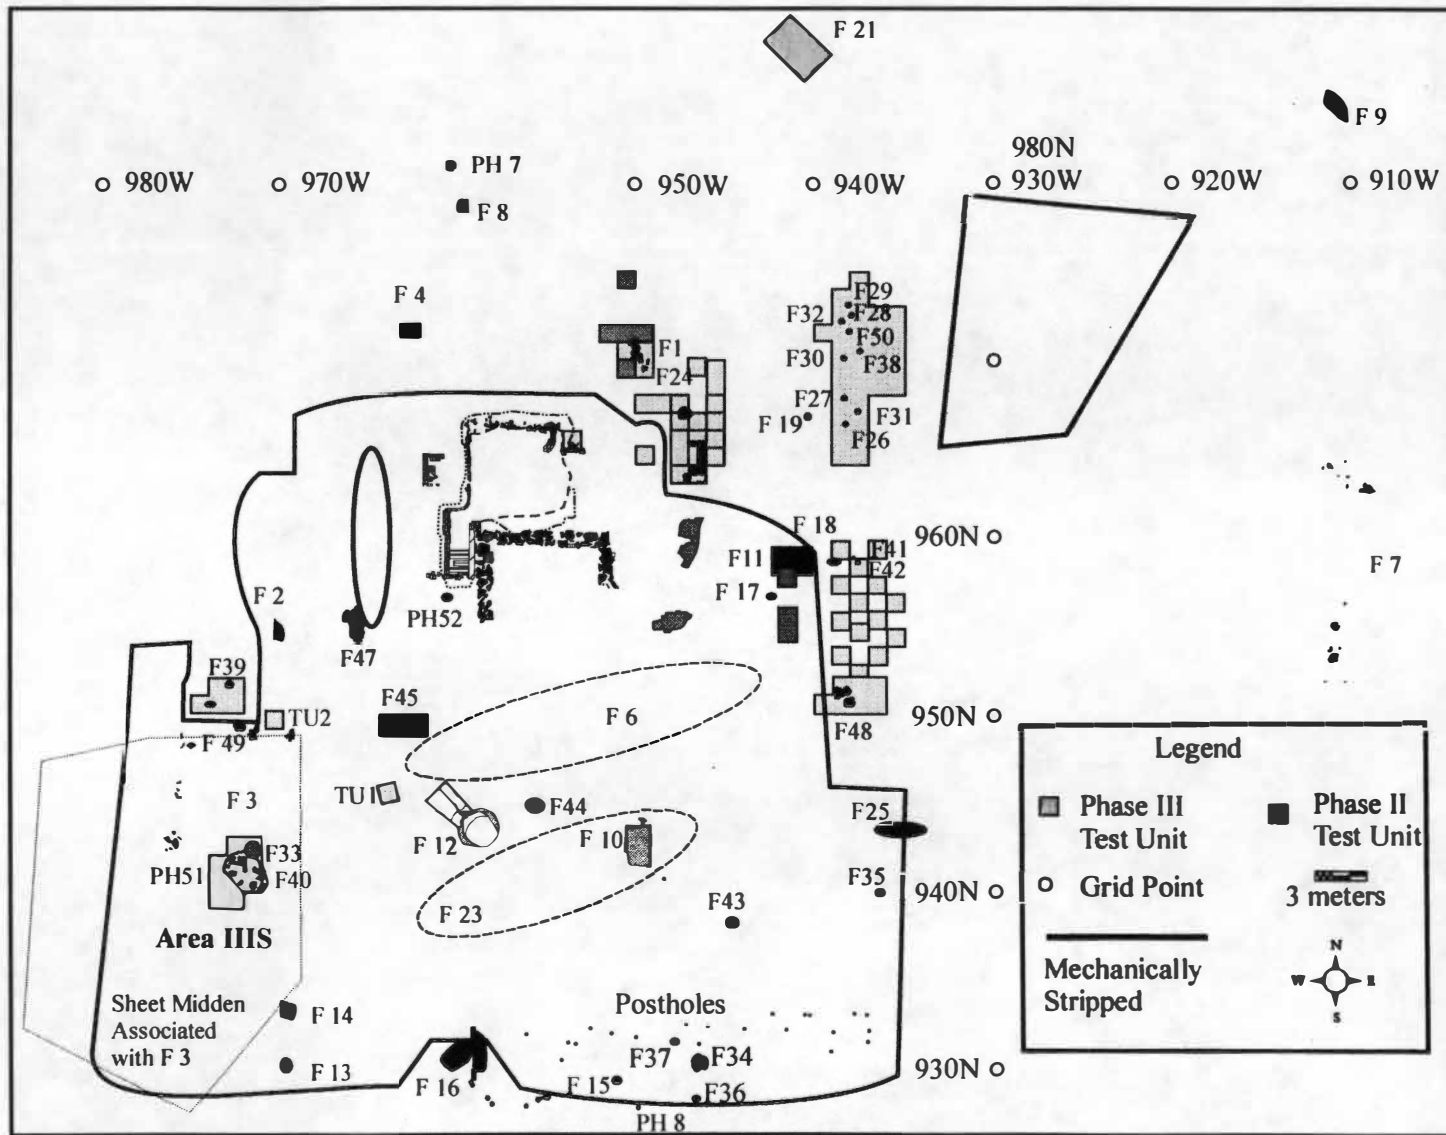 F 21
F 9
980N
PH 7
980W
970W
950W
940W
930W
920W
910W
F 8
F 4
F29
F32
F28
F50
F1
F30
F38
F24
F27
F31
F 19
F26
F 18
960N
F41
F11
F42
F 7
F 17
F 2
PH52
F47
F39
F45
F 6
TU2
950N
F 49
F48
Legend
TU1
F 3
F44
F25
Phase III
Test Unit
Phase II
Test Unit
F 12
F 10
F33
PH51
F40
F35
940N
Grid Point
3 meters
F 23
F43
Area IIIS
Mechanically
Stripped
N
W
E
S
Sheet Midden
Associated
with F 3
F 14
Postholes
F37
F34
F 13
F 16
F 15
F36
930N
PH 8